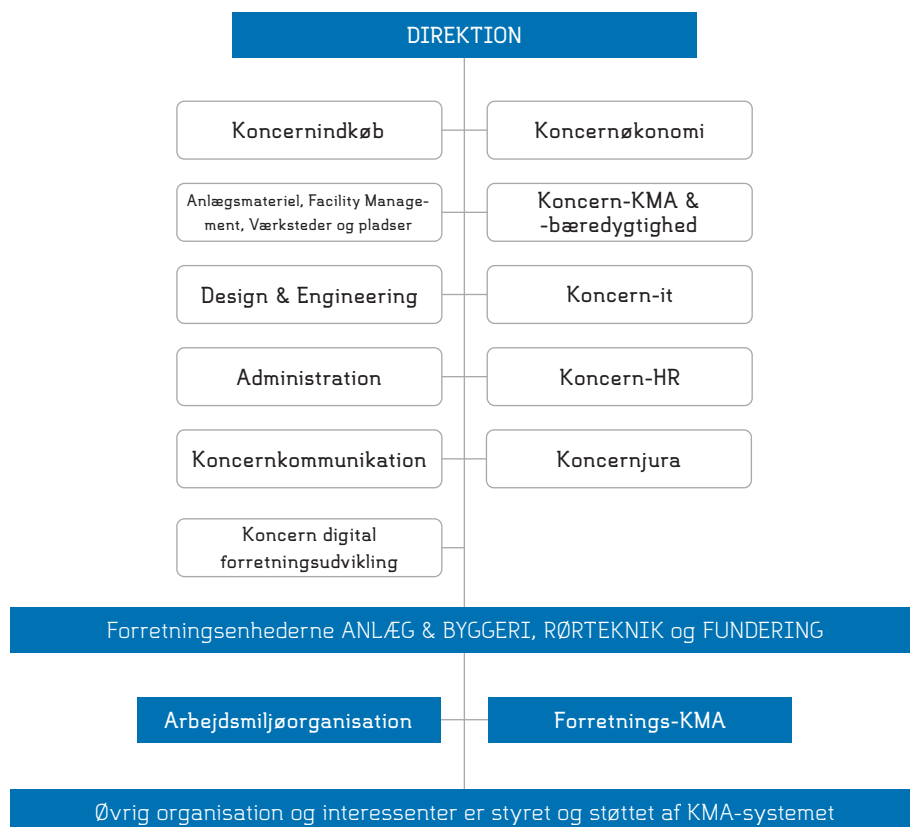 DIREKTION
Koncernindkøb
Koncernøkonomi
Anlægsmateriel, Facility Manage-
ment, Værksteder og pladser
Koncern-KMA &
-bæredygtighed
Design & Engineering
Koncern-it
Administration
Koncern-HR
Koncernkommunikation
Koncernjura
Koncern digital
forretningsudvikling
Forretningsenhederne ANLÆG & BYGGERI, RØRTEKNIK og FUNDERING
Arbejdsmiljøorganisation
Forretnings-KMA
Øvrig organisation og interessenter er styret og støttet af KMA-systemet